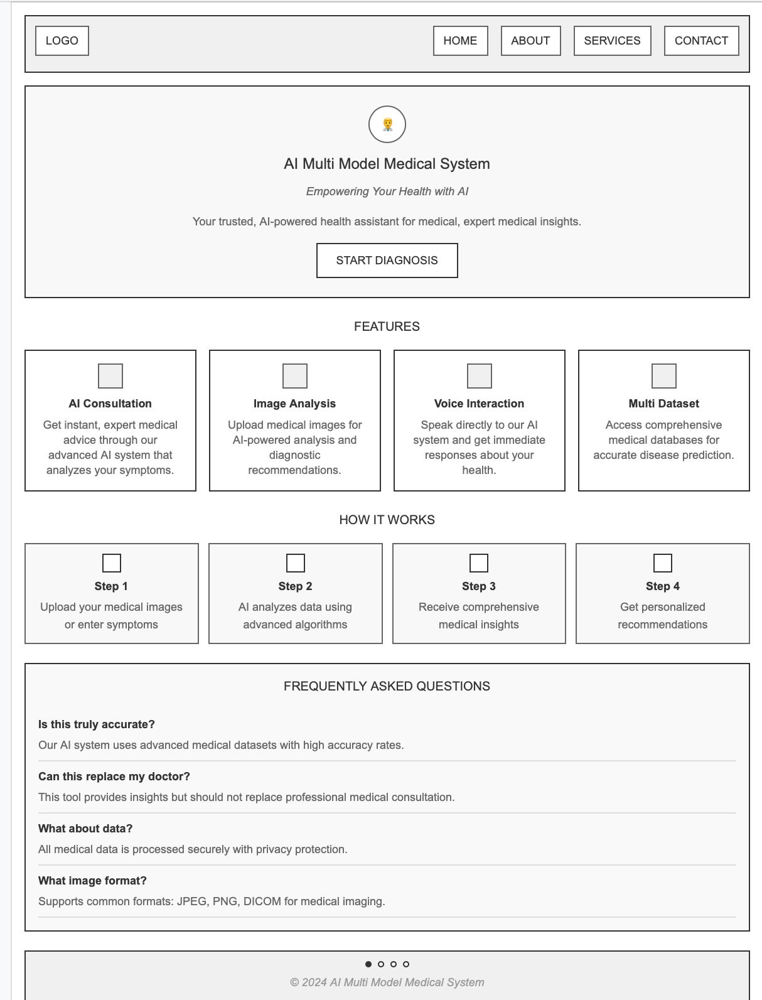 LOGO
HOME
ABOUT
SERVICES
CONTACT
AI Multi Model Medical System
Empowering Your Health with AI
Your trusted, AI-powered health assistant for medical, expert medical insights.
START DIAGNOSIS
FEATURES
AI Consultation
Get instant, expert medical
advice through our
advanced AI system that
analyzes your symptoms.
Image Analysis
Upload medical images for
AI-powered analysis and
diagnostic
recommendations.
Voice Interaction
Speak directly to our AI
system and get immediate
responses about your
health.
Multi Dataset
Access comprehensive
medical databases for
accurate disease prediction.
HOW IT WORKS
Step 1
Upload your medical images
or enter symptoms
Step 2
AI analyzes data using
advanced algorithms
Step 3
Receive comprehensive
medical insights
Step 4
Get personalized
recommendations
FREQUENTLY ASKED QUESTIONS
Is this truly accurate?
Our AI system uses advanced medical datasets with high accuracy rates.
Can this replace my doctor?
This tool provides insights but should not replace professional medical consultation.
What about data?
All medical data is processed securely with privacy protection.
What image format?
Supports common formats: JPEG, PNG, DICOM for medical imaging.
© 2024 AI Multi Model Medical System